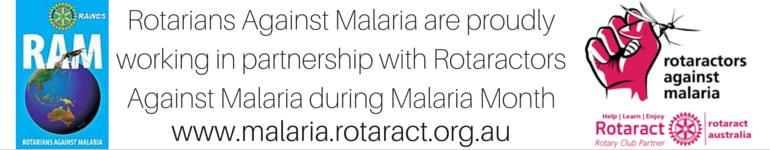 RAWCS
RAM
ROTARIANS AGAINST MALARIA
Rotarians Against Malaria are proudly
working in partnership with Rotaractors
Against Malaria during Malaria Month
www.malaria.rotaract.org.au
rotaractors
against
malaria
Help | Learn | Enjoy
Rotaract
Rotary Club Partner
rotaract
australia